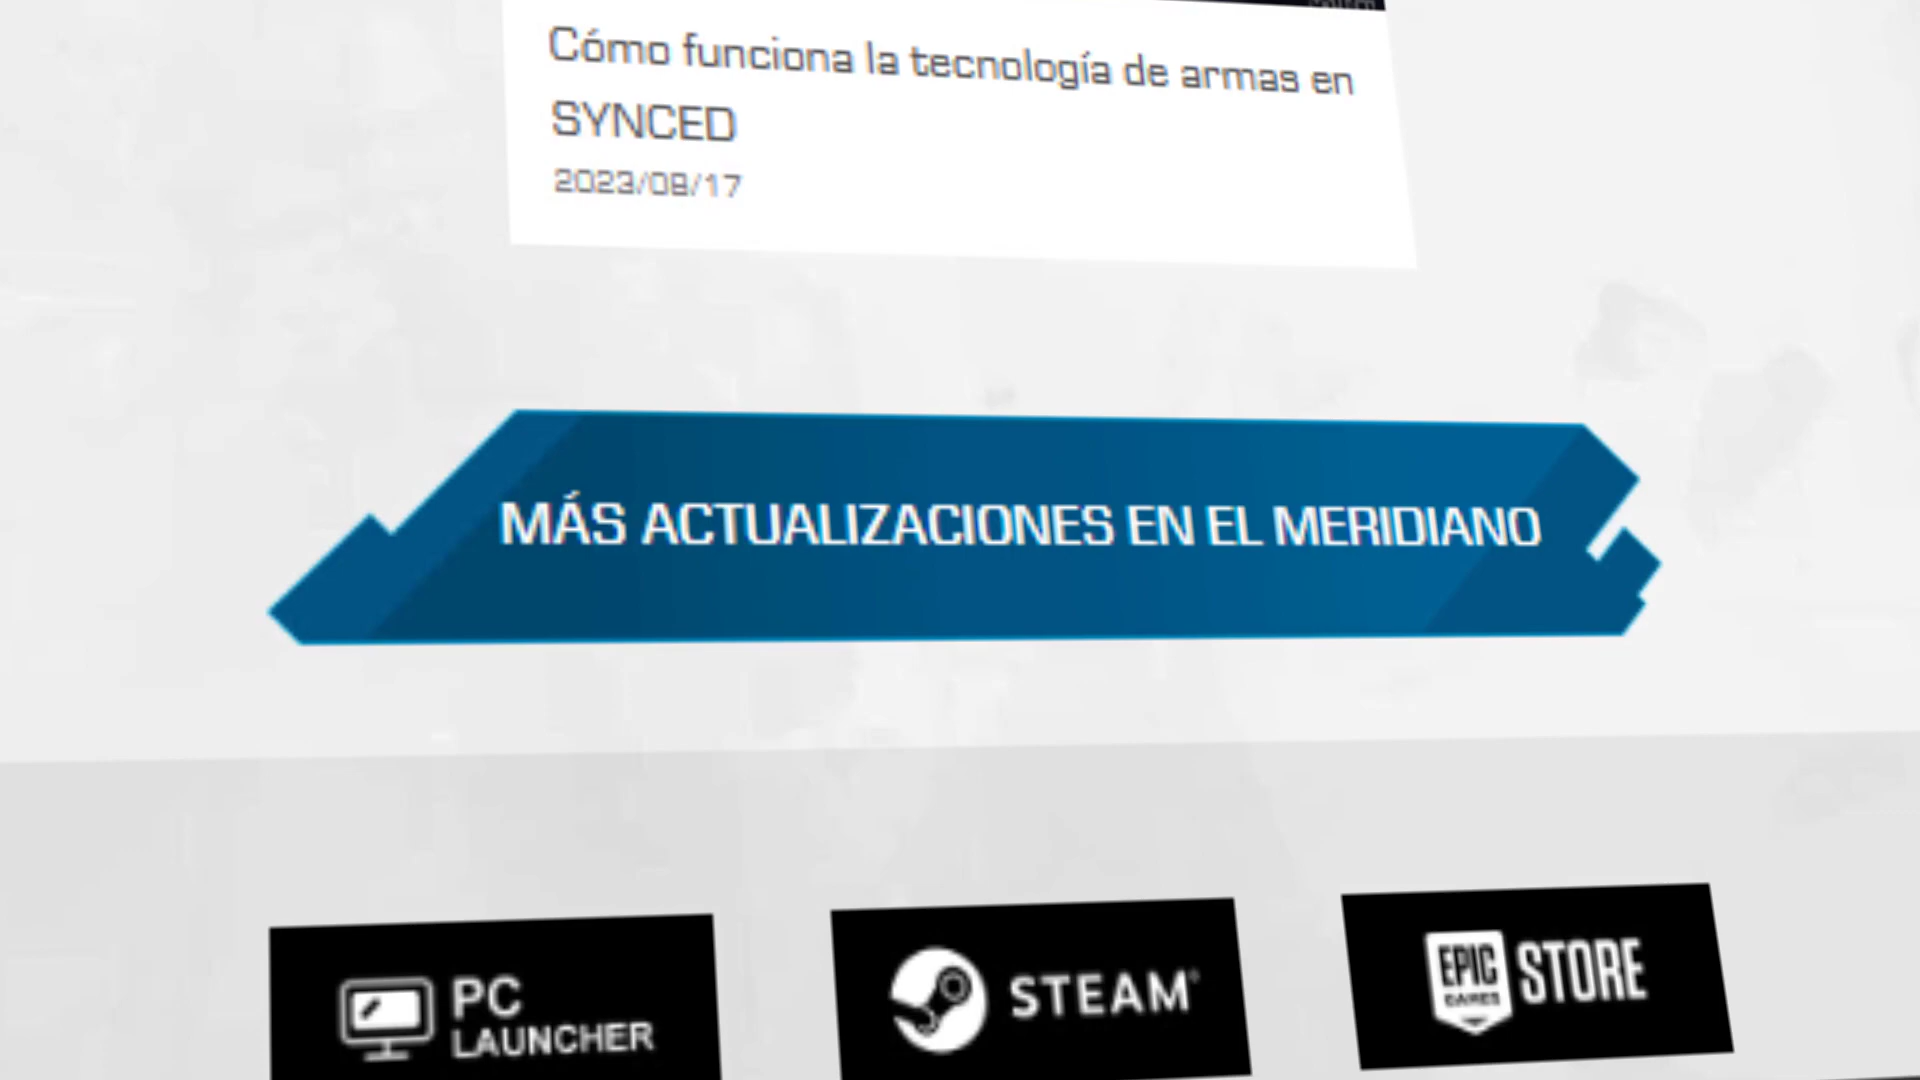 Cómo funciona la tecnología de armas en
SYNCED
2023/08/17
MÁS ACTUALIZACIONES EN EL MERIDIANO
PC
LAUNCHER
STEAM®
EPIC
GAMES
STORE